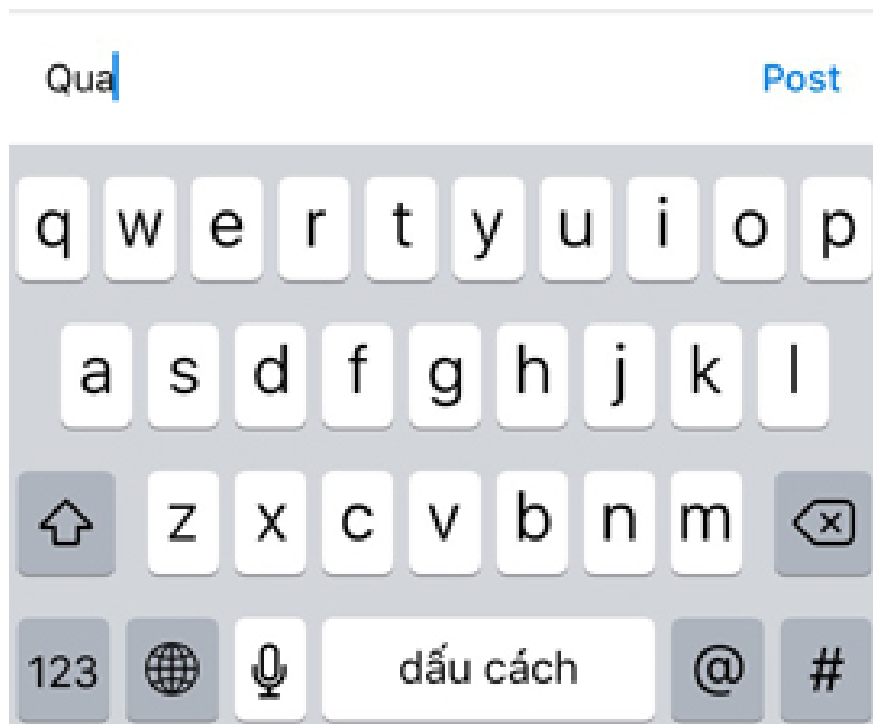 Qua Post
q w e r t y u i o p
a s d f g h j k l
z x c v b n m
123 dấu cách @ #